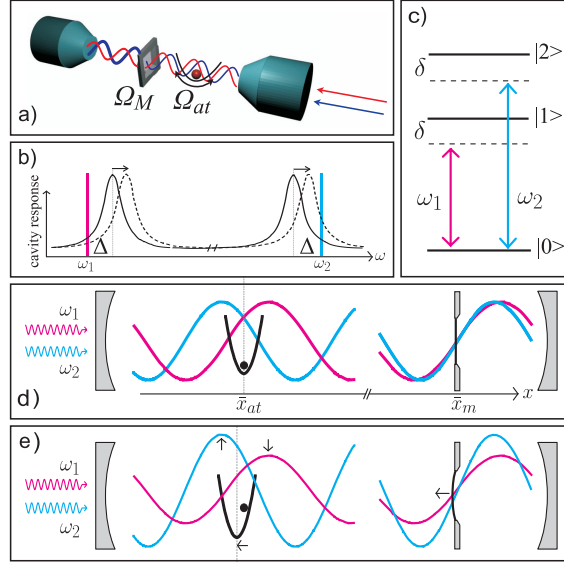 a)
Ω_M
Ω_at
b)
cavity response
Δ
Δ
ω_1
ω_2
ω
c)
|2>
δ
|1>
δ
ω_1
ω_2
|0>
d)
ω_1
ω_2
x̄_at
x̄_m
x
e)
ω_1
ω_2